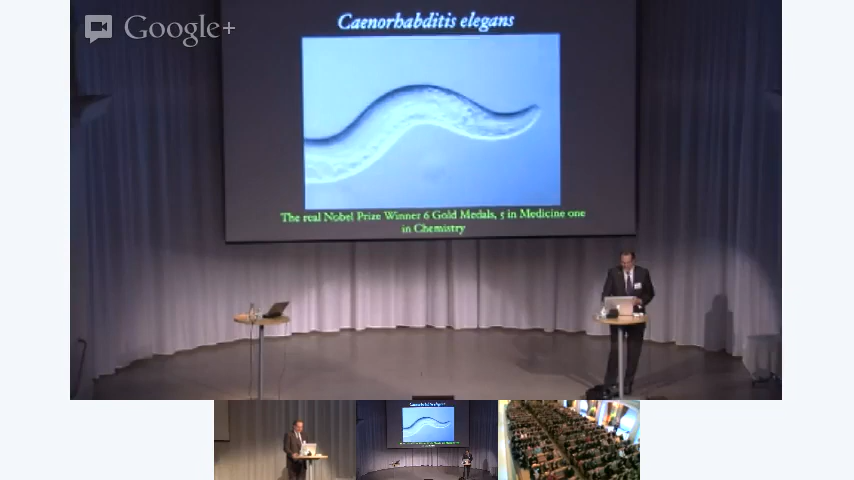 Google+
Caenorhabditis elegans
The real Nobel Prize Winner 6 Gold Medals, 5 in Medicine one
in Chemistry